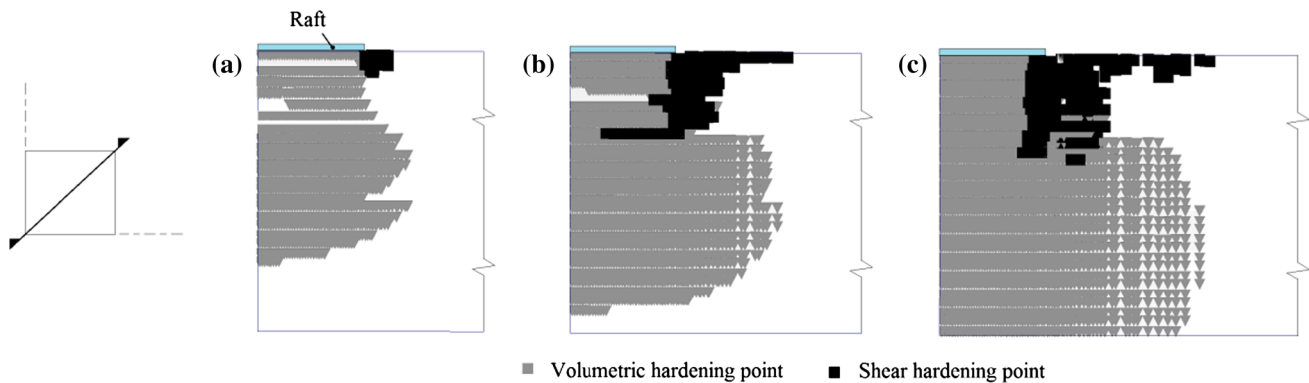 Raft
(a)
(b)
(c)
Volumetric hardening point
Shear hardening point